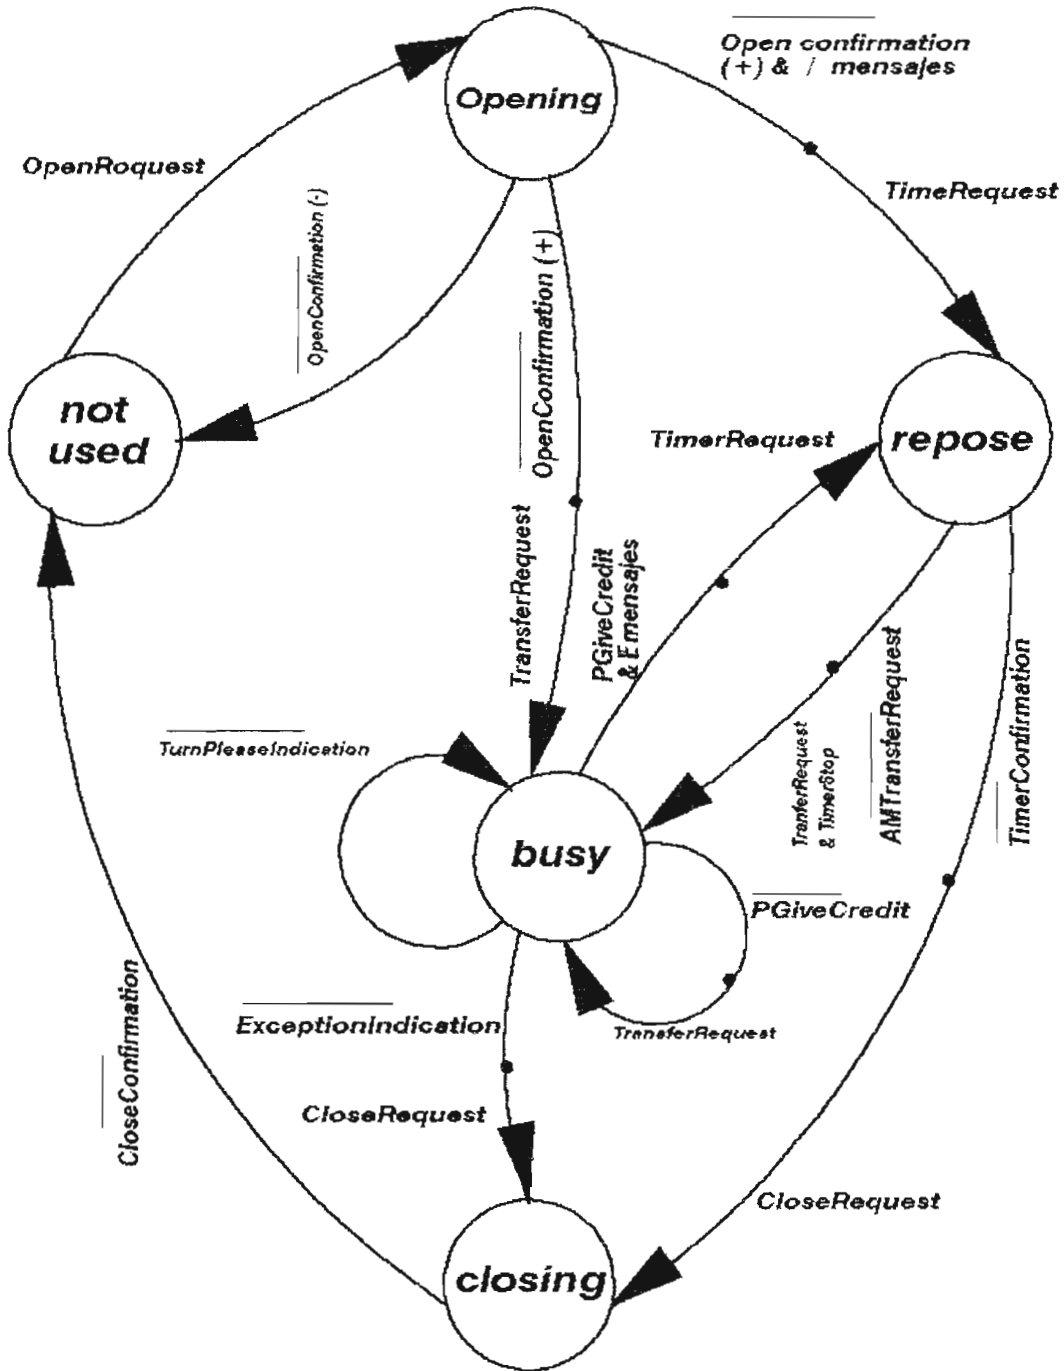 Open confirmation
(+) & / mensajes
Opening
OpenRoquest
TimeRequest
OpenConfirmation (-)
OpenConfirmation (+)
not
used
TimerRequest
repose
TransferRequest
PGiveCredit
& E mensajes
TranferRequest
& TimerStop
AMTransferRequest
TimerConfirmation
TurnPleaseIndication
busy
PGiveCredit
ExceptionIndication
TransferRequest
CloseConfirmation
CloseRequest
CloseRequest
closing